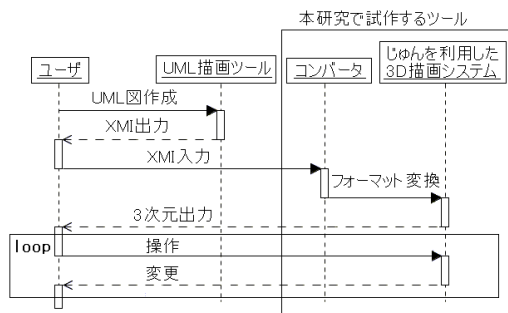 本研究で試作するツール
ユーザ
UML描画ツール
コンバータ
じゅんを利用した
3D描画システム
UML図作成
XMI出力
XMI入力
フォーマット変換
3次元出力
loop
操作
変更